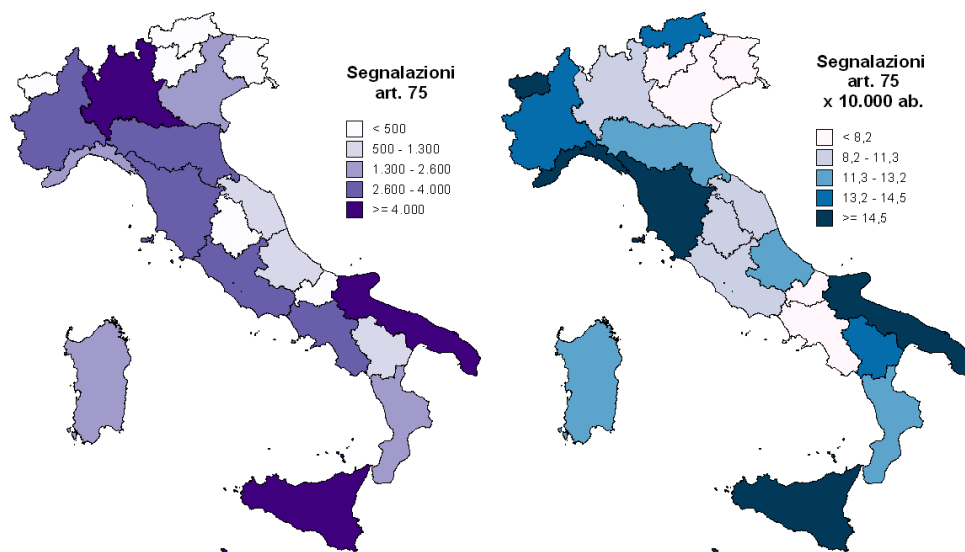 Segnalazioni
art. 75
< 500
500 - 1.300
1.300 - 2.600
2.600 - 4.000
>= 4.000
Segnalazioni
art. 75
x 10.000 ab.
< 8,2
8,2 - 11,3
11,3 - 13,2
13,2 - 14,5
>= 14,5